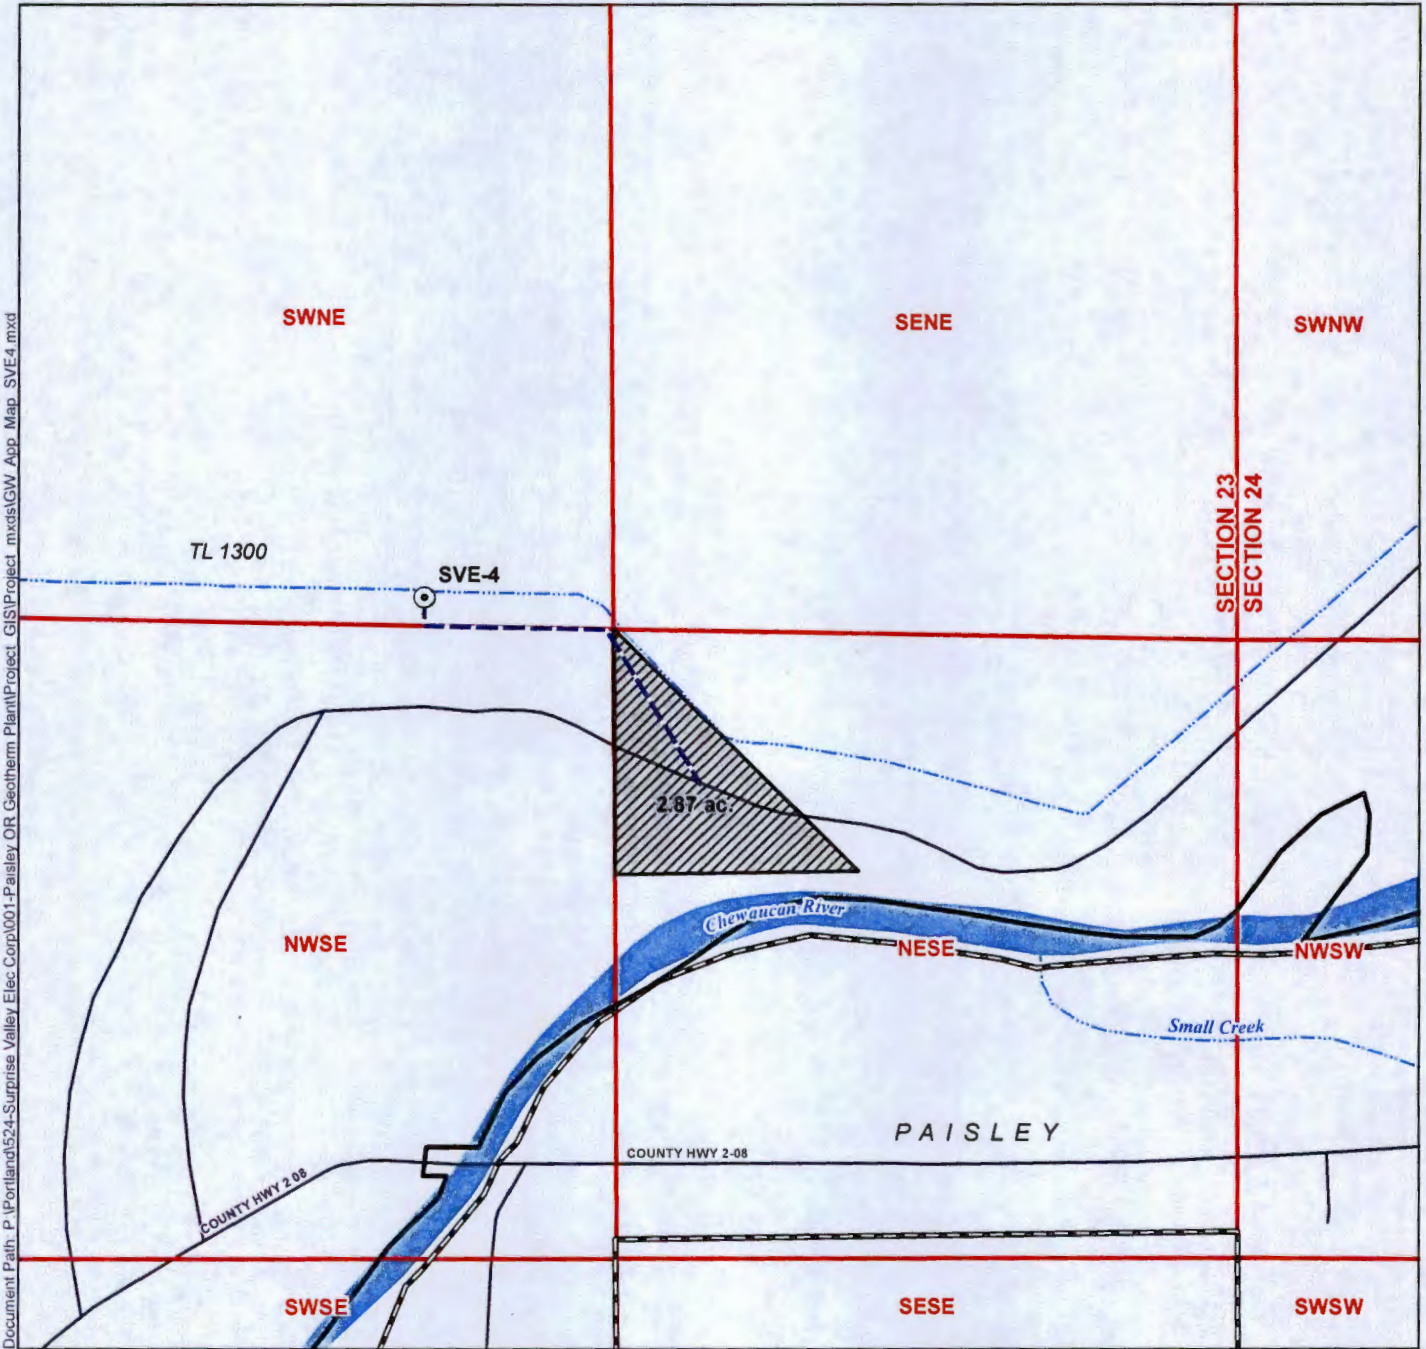 SWNE
SENE
SWNW
SECTION 23
SECTION 24
TL 1300
SVE-4
2.87 ac.
Chewaucan River
NWSE
NESE
NWSW
Small Creek
PAISLEY
COUNTY HWY 2-08
COUNTY HWY 2 08
SWSE
SESE
SWSW
Document Path: P:\Portland\524-Surprise Valley Elec Corp\001-Paisley OR Geotherm Plant\Project_GIS\Project_mxds\GW_App_Map_SVE4.mxd